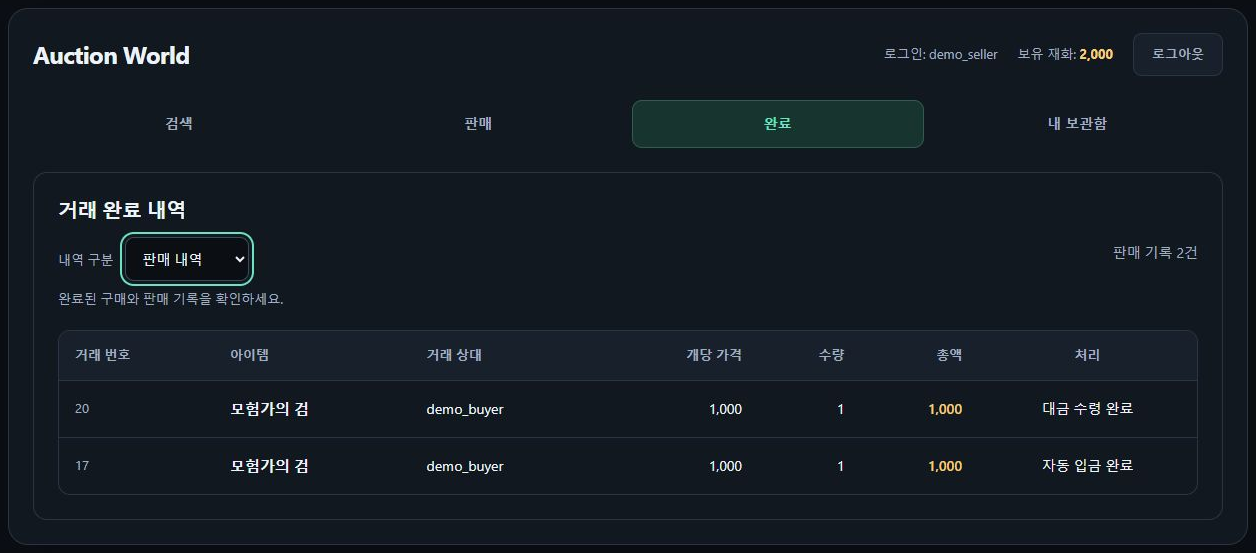 Auction World 로그인: demo_seller 보유 재화: 2,000 로그아웃
검색 판매 완료 내 보관함
거래 완료 내역
내역 구분 판매 내역 판매 기록 2건
완료된 구매와 판매 기록을 확인하세요.
거래 번호 아이템 거래 상대 개당 가격 수량 총액 처리
20 모험가의 검 demo_buyer 1,000 1 1,000 대금 수령 완료
17 모험가의 검 demo_buyer 1,000 1 1,000 자동 입금 완료